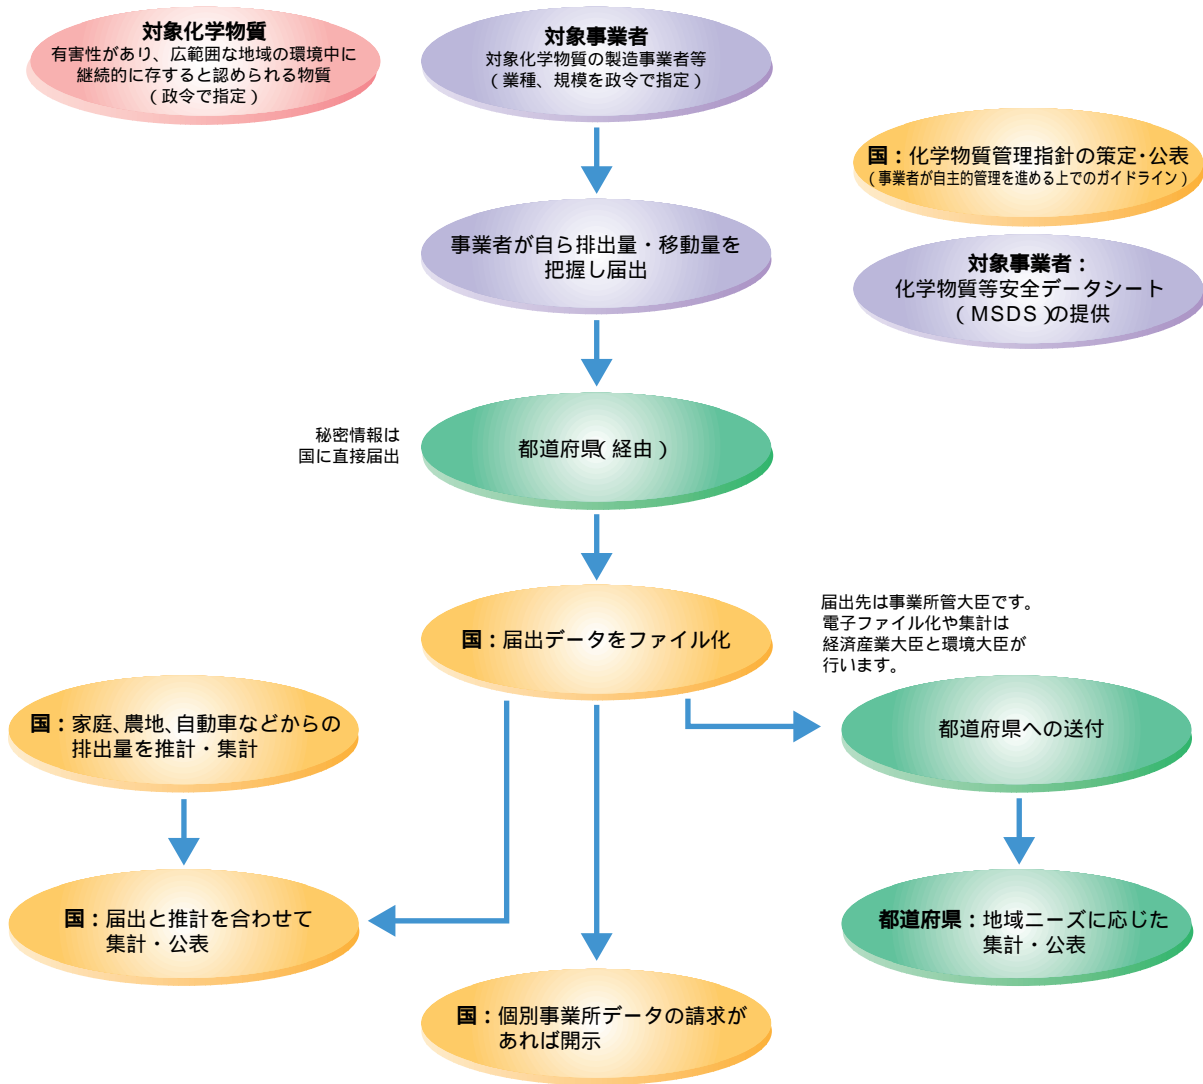 対象化学物質
有害性があり、広範囲な地域の環境中に
継続的に存すると認められる物質
(政令で指定)
対象事業者
対象化学物質の製造事業者等
(業種、規模を政令で指定)
国:化学物質管理指針の策定・公表
(事業者が自主的管理を進める上でのガイドライン)
事業者が自ら排出量・移動量を
把握し届出
対象事業者:
化学物質等安全データシート
(MSDS)の提供
秘密情報は
国に直接届出
都道府県(経由)
国:届出データをファイル化
届出先は事業所管大臣です。
電子ファイル化や集計は
経済産業大臣と環境大臣が
行います。
国:家庭、農地、自動車などからの
排出量を推計・集計
都道府県への送付
国:届出と推計を合わせて
集計・公表
都道府県:地域ニーズに応じた
集計・公表
国:個別事業所データの請求が
あれば開示